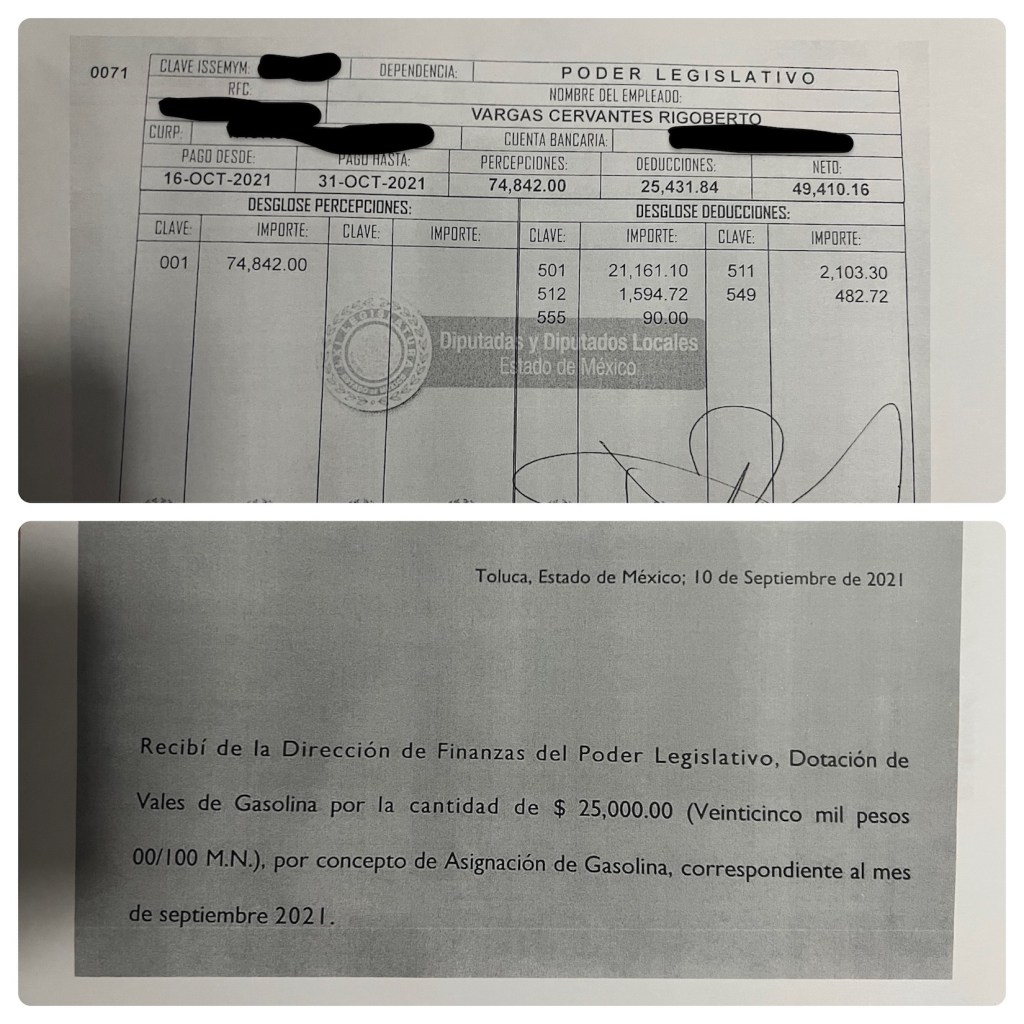 0071
CLAVE ISSEMYM:
DEPENDENCIA:
PODER LEGISLATIVO
RFC:
NOMBRE DEL EMPLEADO:
VARGAS CERVANTES RIGOBERTO
CURP:
CUENTA BANCARIA:
PAGO DESDE: PAGO HASTA: PERCEPCIONES: DEDUCCIONES: NETO:
16-OCT-2021 31-OCT-2021 74,842.00 25,431.84 49,410.16
DESGLOSE PERCEPCIONES: DESGLOSE DEDUCCIONES:
CLAVE: IMPORTE: CLAVE: IMPORTE: CLAVE: IMPORTE: CLAVE: IMPORTE:
001 74,842.00 501 21,161.10 511 2,103.30
512 1,594.72 549 482.72
555 90.00
LXI LEGISLATURA
Diputadas y Diputados Locales
Estado de México
Toluca, Estado de México; 10 de Septiembre de 2021
Recibí de la Dirección de Finanzas del Poder Legislativo, Dotación de
Vales de Gasolina por la cantidad de $ 25,000.00 (Veinticinco mil pesos
00/100 M.N.), por concepto de Asignación de Gasolina, correspondiente al mes
de septiembre 2021.